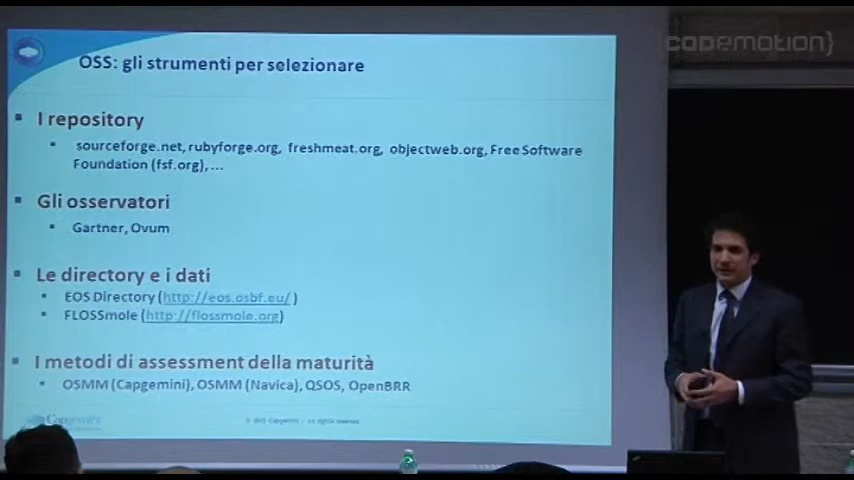 codemotion}
OSS: gli strumenti per selezionare
I repository
sourceforge.net, rubyforge.org, freshmeat.org, objectweb.org, Free Software
Foundation (fsf.org), ...
Gli osservatori
Gartner, Ovum
Le directory e i dati
EOS Directory (http://eos.osbf.eu/ )
FLOSSmole (http://flossmole.org)
I metodi di assessment della maturità
OSMM (Capgemini), OSMM (Navica), QSOS, OpenBRR
Capgemini